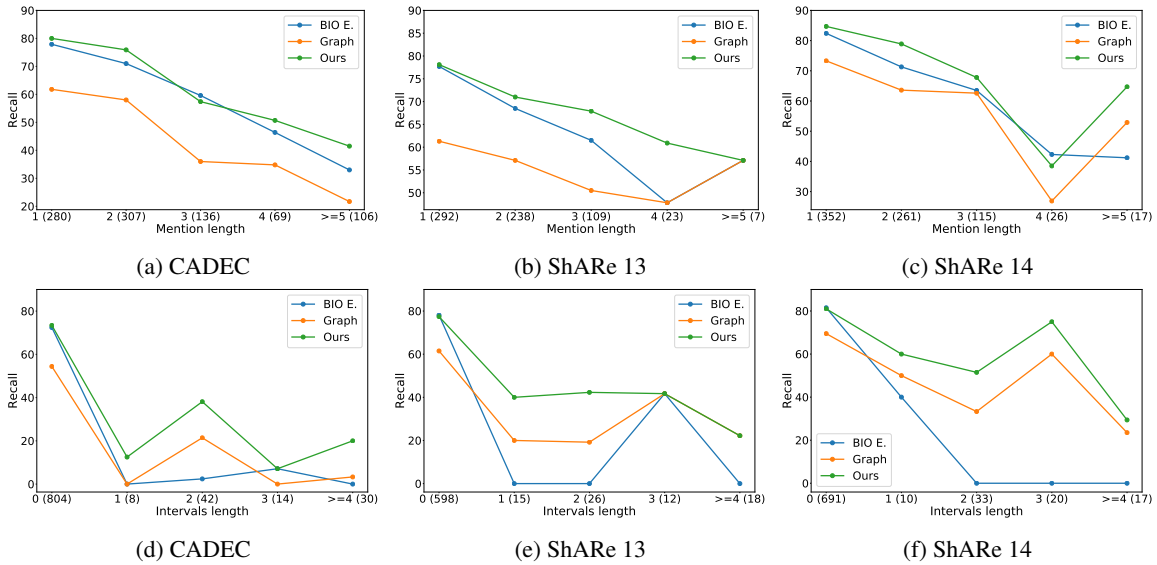 90
80
70
60
50
40
30
20
Recall
BIO E.
Graph
Ours
1 (280) 2 (307) 3 (136) 4 (69) >=5 (106)
Mention length
(a) CADEC
90
85
80
75
70
65
60
55
50
Recall
BIO E.
Graph
Ours
1 (292) 2 (238) 3 (109) 4 (23) >=5 (7)
Mention length
(b) ShARe 13
90
80
70
60
50
40
30
Recall
BIO E.
Graph
Ours
1 (352) 2 (261) 3 (115) 4 (26) >=5 (17)
Mention length
(c) ShARe 14
80
60
40
20
0
Recall
BIO E.
Graph
Ours
0 (804) 1 (8) 2 (42) 3 (14) >=4 (30)
Intervals length
(d) CADEC
80
60
40
20
0
Recall
BIO E.
Graph
Ours
0 (598) 1 (15) 2 (26) 3 (12) >=4 (18)
Intervals length
(e) ShARe 13
80
60
40
20
0
Recall
BIO E.
Graph
Ours
0 (691) 1 (10) 2 (33) 3 (20) >=4 (17)
Intervals length
(f) ShARe 14